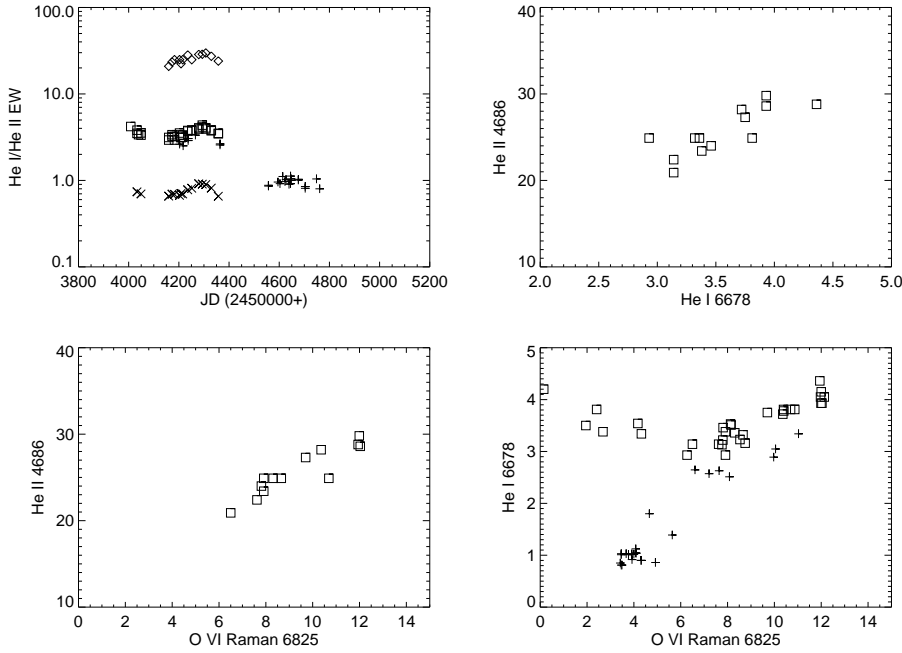 100.0
10.0
1.0
0.1
He I/He II EW
3800 4000 4200 4400 4600 4800 5000 5200
JD (2450000+)
40
30
20
10
He II 4686
2.0 2.5 3.0 3.5 4.0 4.5 5.0
He I 6678
40
30
20
10
He II 4686
0 2 4 6 8 10 12 14
O VI Raman 6825
5
4
3
2
1
0
He I 6678
0 2 4 6 8 10 12 14
O VI Raman 6825